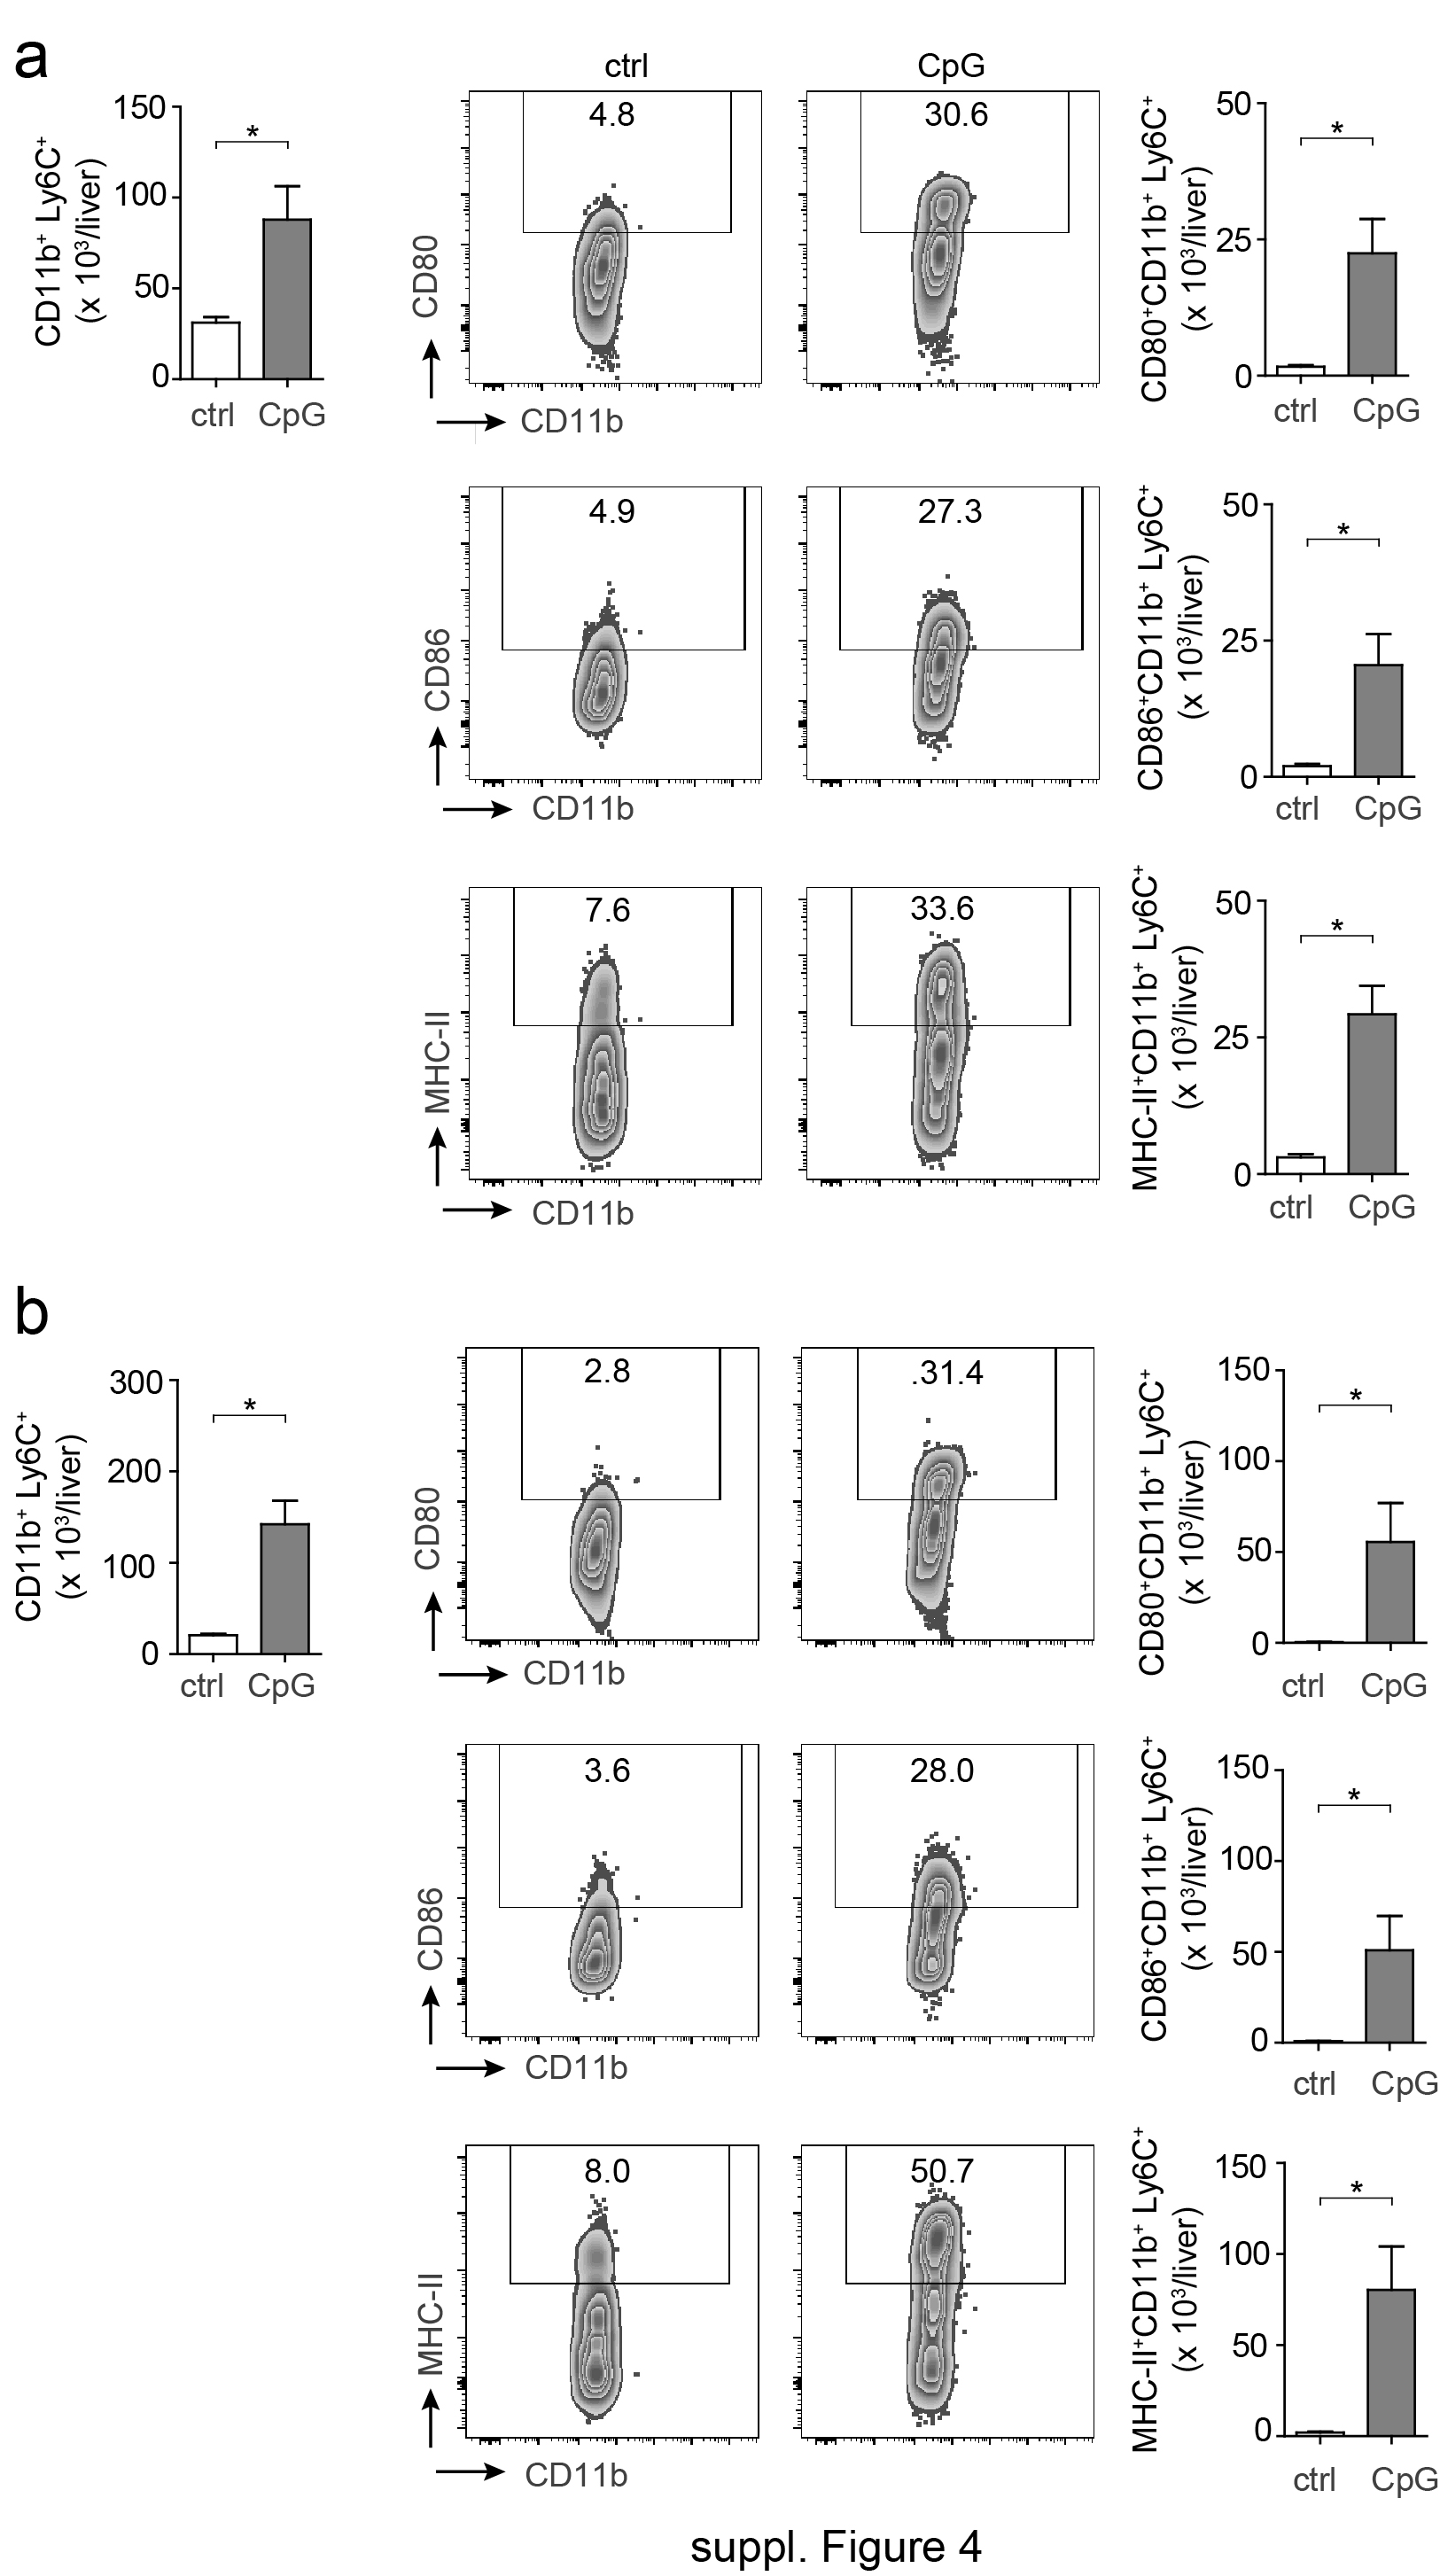 a
ctrl CpG
150
100
50
0
CD11b⁺ Ly6C⁺
(x 10³/liver)
*
ctrl CpG
4.8
30.6
CD80
CD11b
50
25
0
CD80⁺CD11b⁺ Ly6C⁺
(x 10³/liver)
*
ctrl CpG
4.9
27.3
CD86
CD11b
50
25
0
CD86⁺CD11b⁺ Ly6C⁺
(x 10³/liver)
*
ctrl CpG
7.6
33.6
MHC-II
CD11b
50
25
0
MHC-II⁺CD11b⁺ Ly6C⁺
(x 10³/liver)
*
ctrl CpG
b
300
200
100
0
CD11b⁺ Ly6C⁺
(x 10³/liver)
*
ctrl CpG
2.8
.31.4
CD80
CD11b
150
100
50
0
CD80⁺CD11b⁺ Ly6C⁺
(x 10³/liver)
*
ctrl CpG
3.6
28.0
CD86
CD11b
150
100
50
0
CD86⁺CD11b⁺ Ly6C⁺
(x 10³/liver)
*
ctrl CpG
8.0
50.7
MHC-II
CD11b
150
100
50
0
MHC-II⁺CD11b⁺ Ly6C⁺
(x 10³/liver)
*
ctrl CpG
suppl. Figure 4